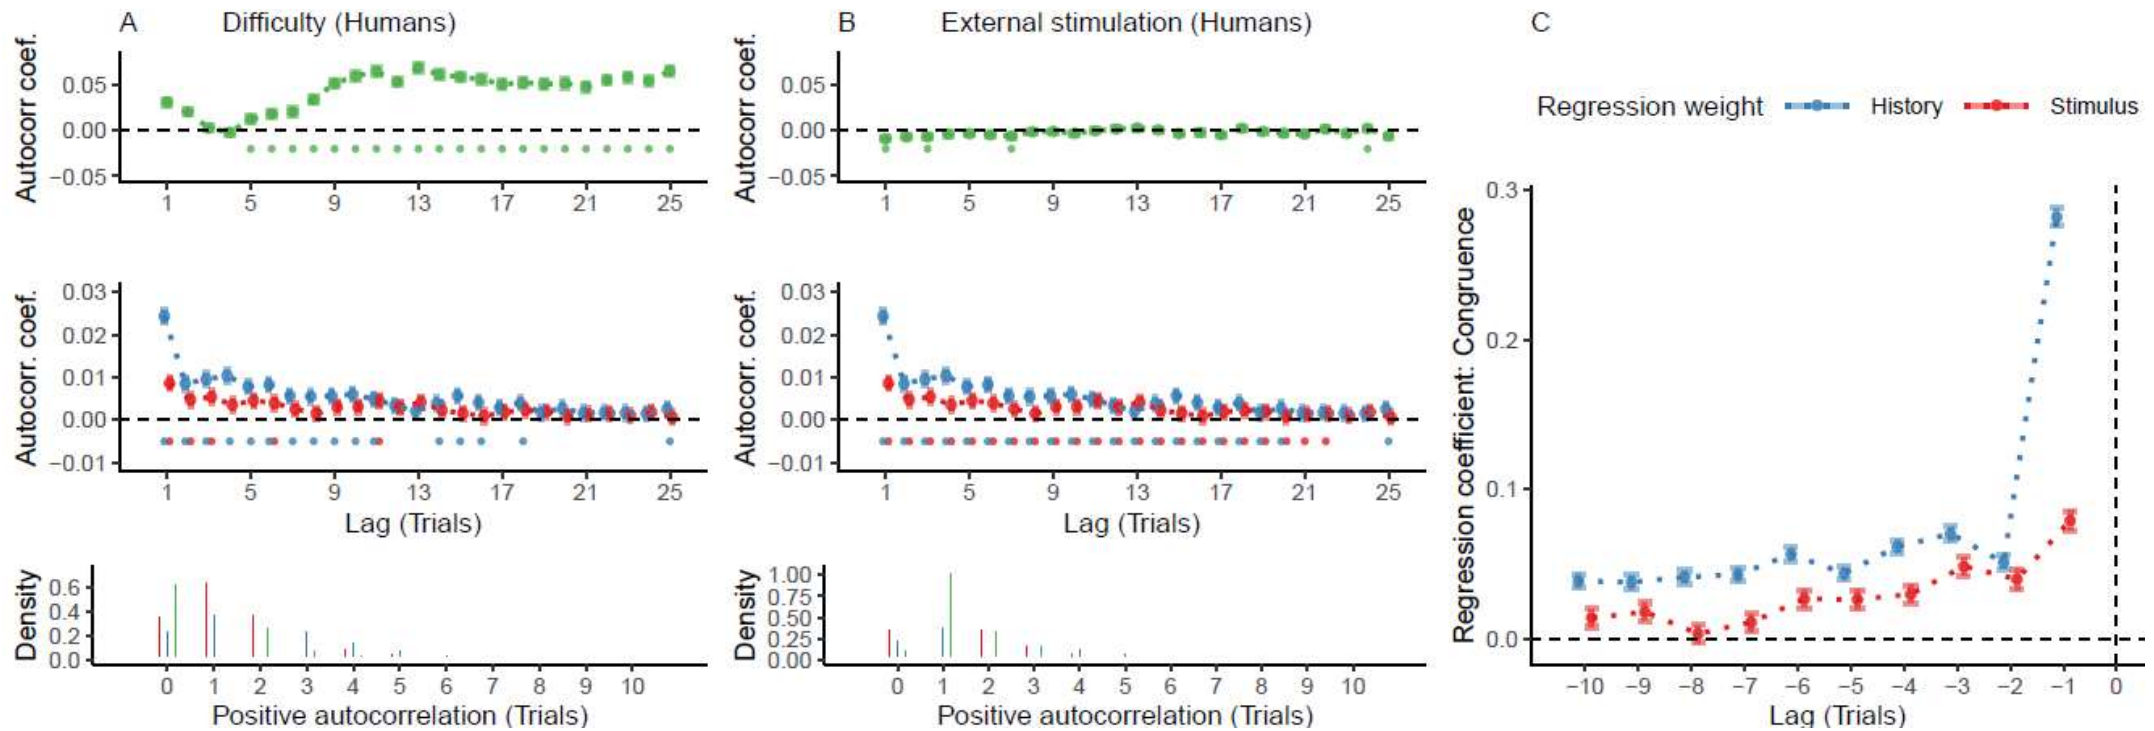 A Difficulty (Humans)
Autocorr coef.
0.05
0.00
−0.05
1 5 9 13 17 21 25
Autocorr. coef.
0.03
0.02
0.01
0.00
−0.01
1 5 9 13 17 21 25
Lag (Trials)
Density
0.6
0.4
0.2
0.0
0 1 2 3 4 5 6 7 8 9 10
Positive autocorrelation (Trials)
B External stimulation (Humans)
Autocorr coef.
0.05
0.00
−0.05
1 5 9 13 17 21 25
Autocorr. coef.
0.03
0.02
0.01
0.00
−0.01
1 5 9 13 17 21 25
Lag (Trials)
Density
1.00
0.75
0.50
0.25
0.00
0 1 2 3 4 5 6 7 8 9 10
Positive autocorrelation (Trials)
C
Regression weight History Stimulus
Regression coefficient: Congruence
0.3
0.2
0.1
0.0
−10 −9 −8 −7 −6 −5 −4 −3 −2 −1 0
Lag (Trials)